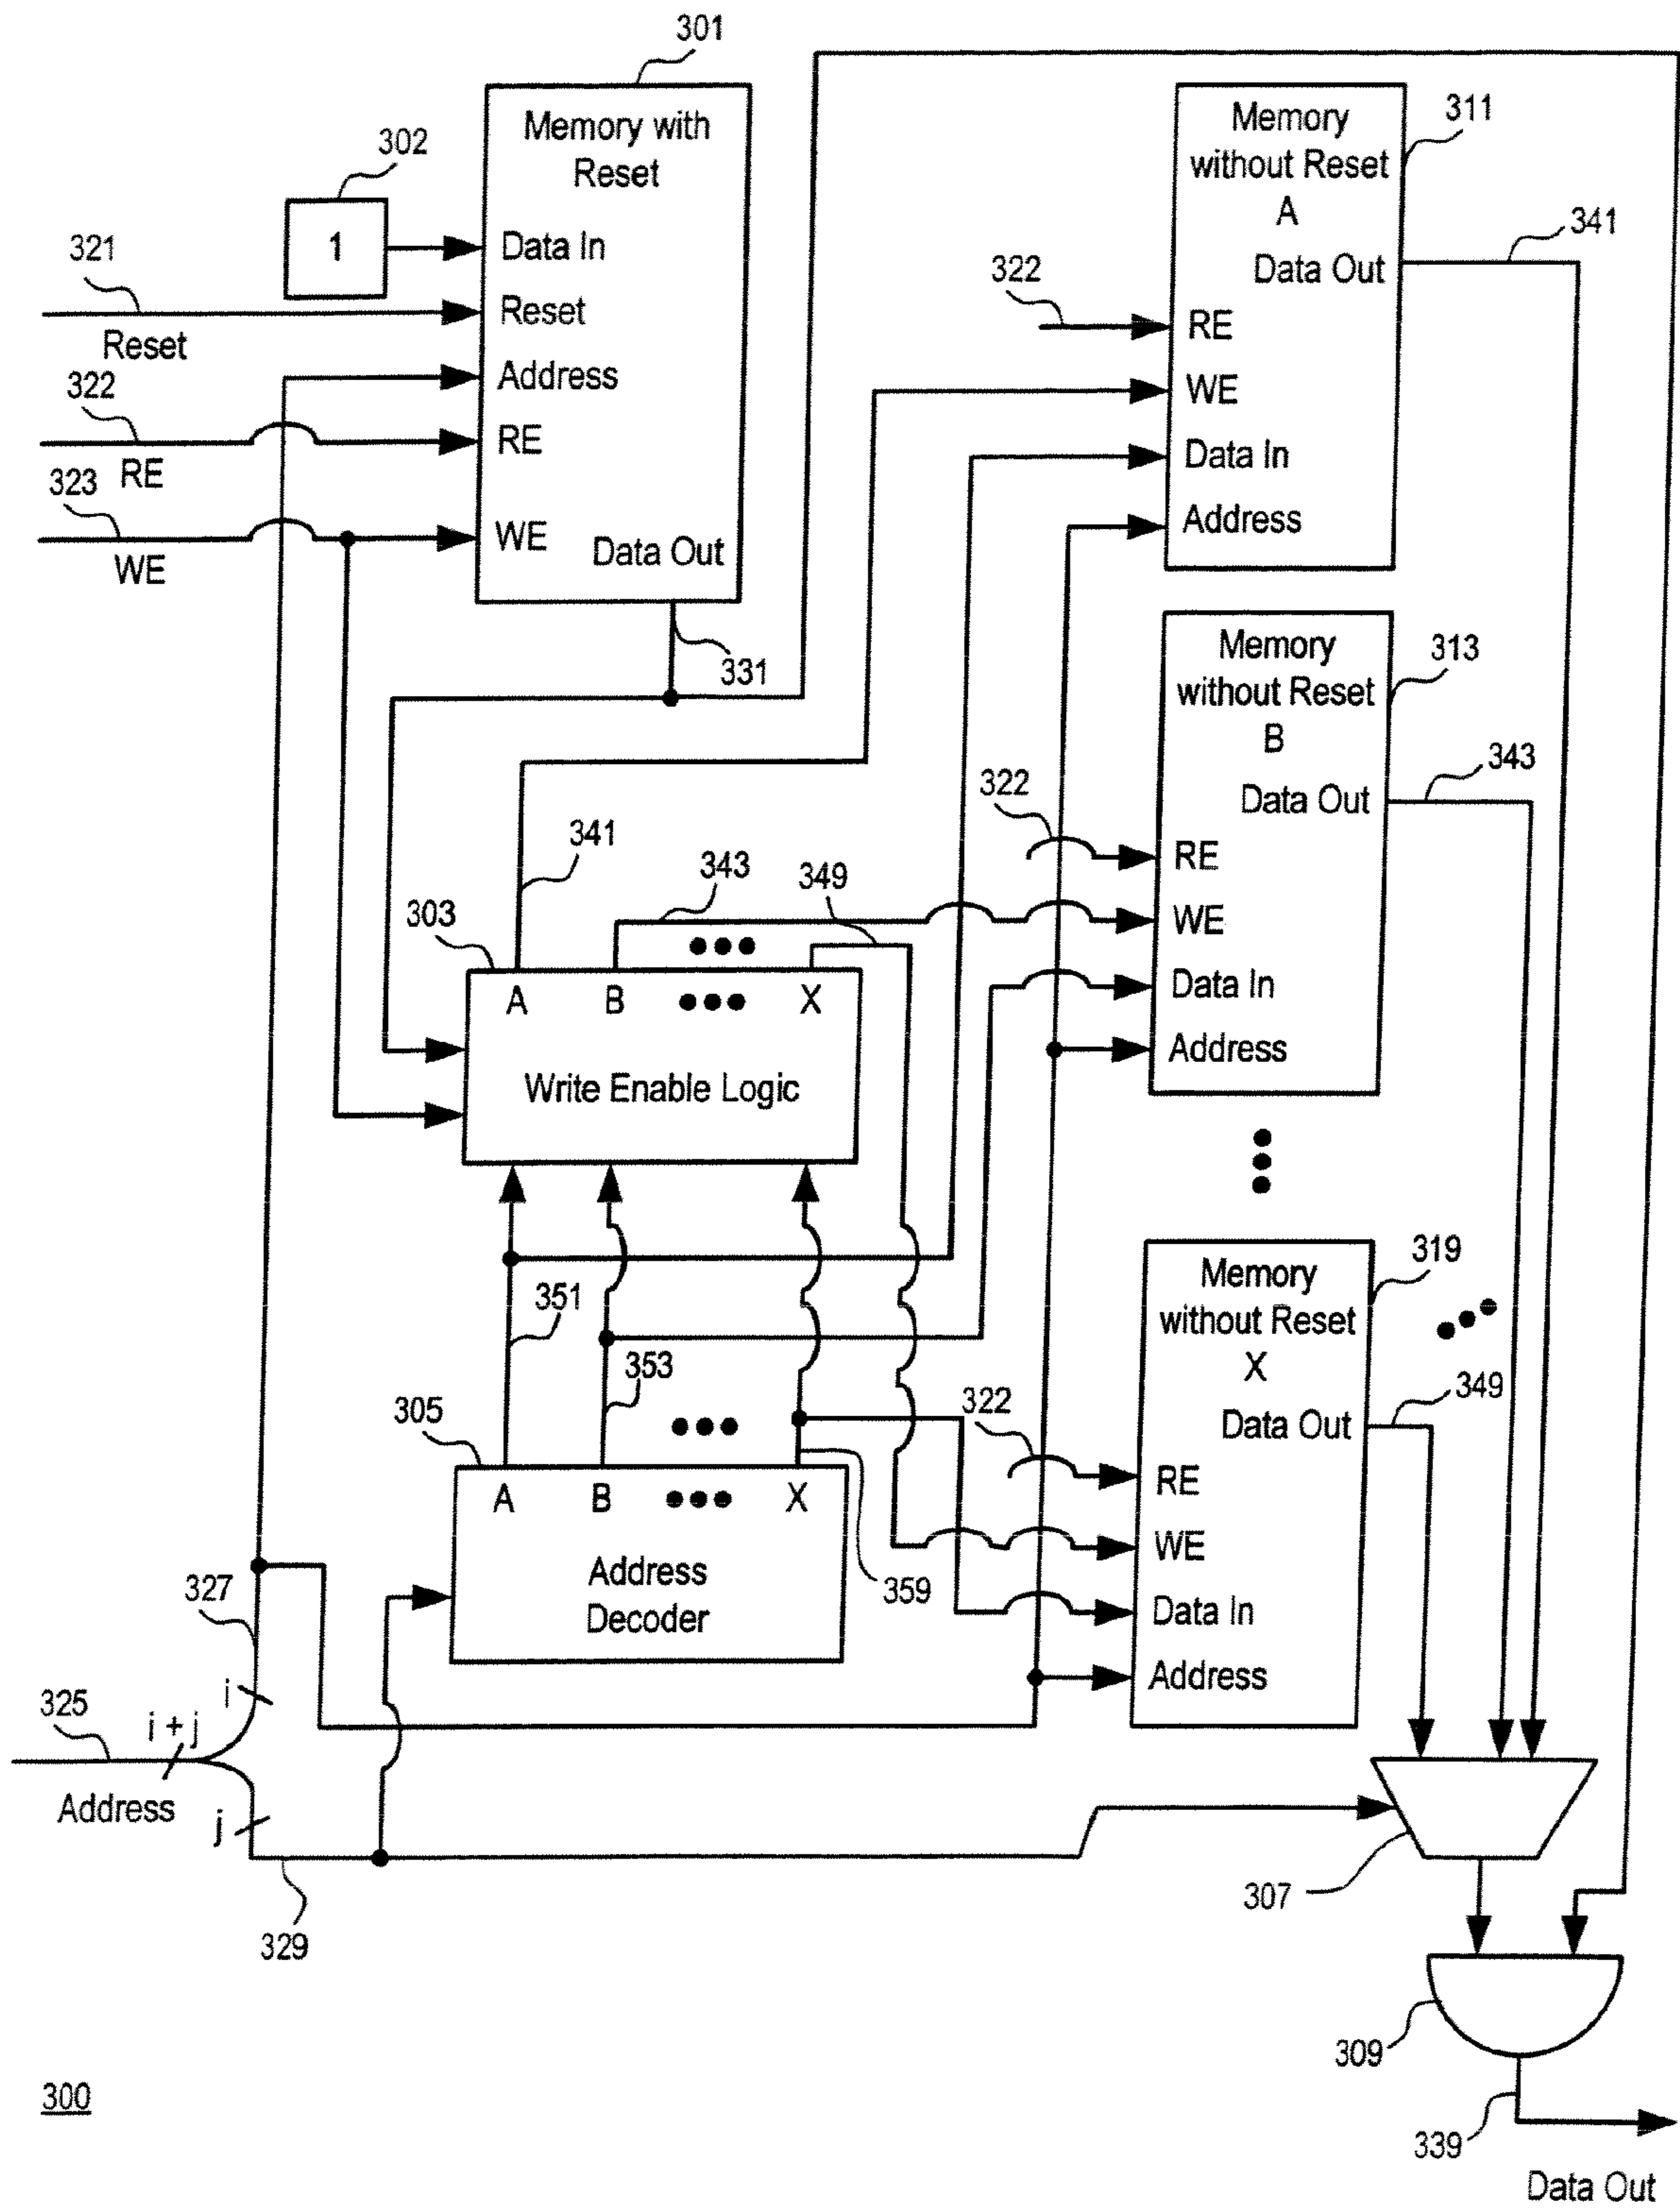 301
Memory with
Reset
302
1
Data In
321
Reset
Reset
Address
322
RE
RE
323
WE
WE
Data Out
331
Memory
without Reset
A
311
Data Out
341
322
RE
WE
Data In
Address
Memory
without Reset
B
313
Data Out
343
322
RE
WE
Data In
Address
341
343
349
303
A B X
Write Enable Logic
351
353
305
A B X
Address
Decoder
359
Memory
without Reset
X
319
Data Out
349
322
RE
WE
Data In
Address
327
i
325
i + j
Address
j
329
307
309
339
Data Out
300